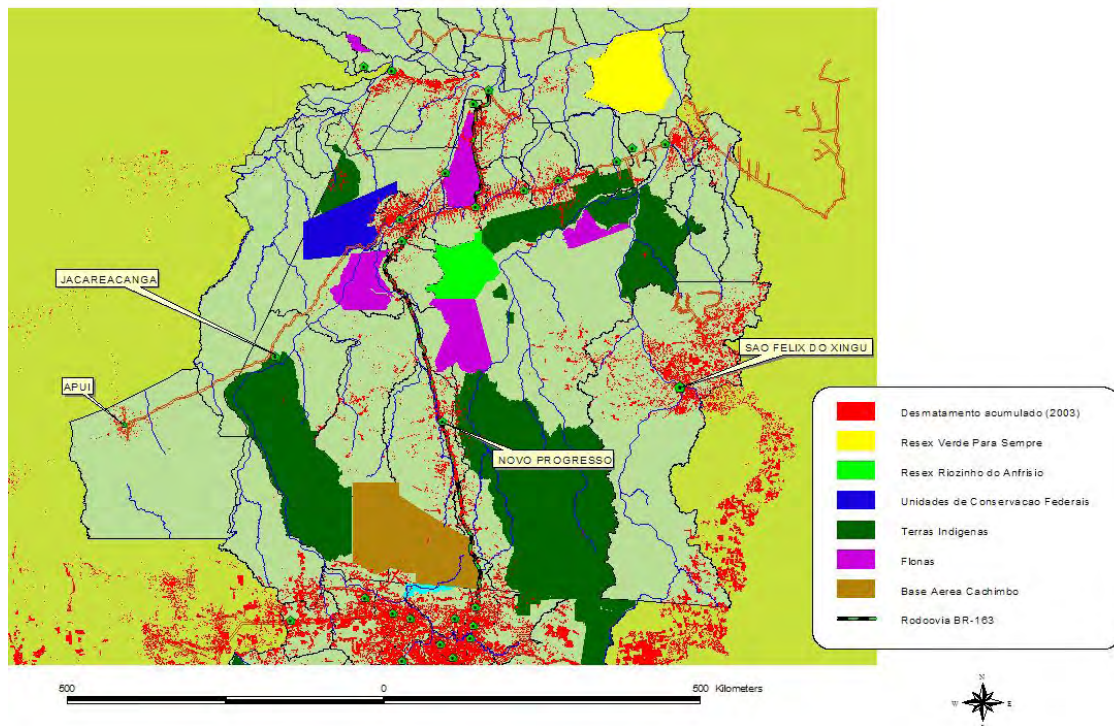 JACAREACANGA
APUI
SAO FELIX DO XINGU
NOVO PROGRESSO
Desmatamento acumulado (2003)
Resex Verde Para Sempre
Resex Riozinho do Anfrisio
Unidades de Conservacao Federais
Terras Indigenas
Flonas
Base Aerea Cachimbo
Rodoovia BR-163
500 0 500 Kilometers
N
W E
S